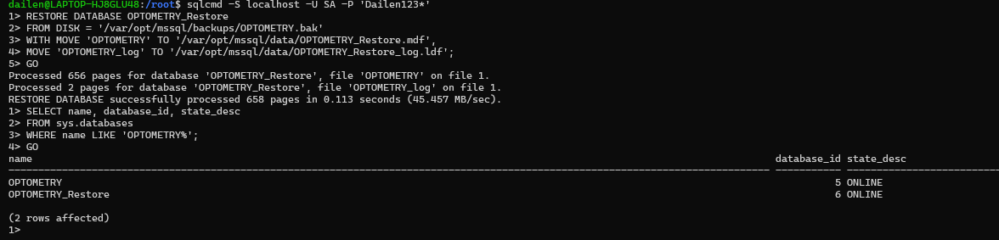 dailen@LAPTOP-HJ8GLU48:/root$ sqlcmd -S localhost -U SA -P 'Dailen123*'
1> RESTORE DATABASE OPTOMETRY_Restore
2> FROM DISK = '/var/opt/mssql/backups/OPTOMETRY.bak'
3> WITH MOVE 'OPTOMETRY' TO '/var/opt/mssql/data/OPTOMETRY_Restore.mdf',
4> MOVE 'OPTOMETRY_log' TO '/var/opt/mssql/data/OPTOMETRY_Restore_log.ldf';
5> GO
Processed 656 pages for database 'OPTOMETRY_Restore', file 'OPTOMETRY' on file 1.
Processed 2 pages for database 'OPTOMETRY_Restore', file 'OPTOMETRY_log' on file 1.
RESTORE DATABASE successfully processed 658 pages in 0.113 seconds (45.457 MB/sec).
1> SELECT name, database_id, state_desc
2> FROM sys.databases
3> WHERE name LIKE 'OPTOMETRY%';
4> GO
name database_id state_desc
-------------------------------------------------------------------------------------------------------------------------------- ----------- --------------------------
OPTOMETRY 5 ONLINE
OPTOMETRY_Restore 6 ONLINE
(2 rows affected)
1>